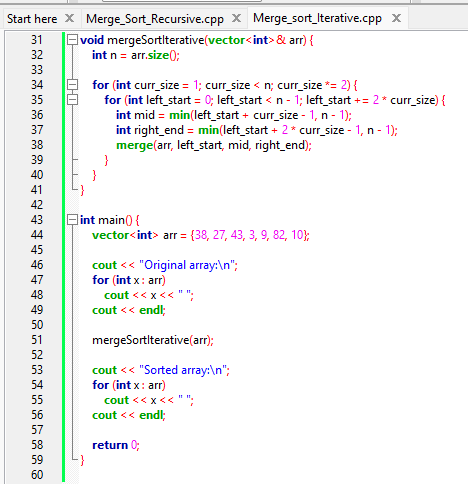 Start here Merge_Sort_Recursive.cpp Merge_sort_Iterative.cpp
31 void mergeSortIterative(vector<int>& arr) {
32     int n = arr.size();
33
34     for (int curr_size = 1; curr_size < n; curr_size *= 2) {
35         for (int left_start = 0; left_start < n - 1; left_start += 2 * curr_size) {
36             int mid = min(left_start + curr_size - 1, n - 1);
37             int right_end = min(left_start + 2 * curr_size - 1, n - 1);
38             merge(arr, left_start, mid, right_end);
39         }
40     }
41 }
42
43 int main() {
44     vector<int> arr = {38, 27, 43, 3, 9, 82, 10};
45
46     cout << "Original array:\n";
47     for (int x : arr)
48         cout << x << " ";
49     cout << endl;
50
51     mergeSortIterative(arr);
52
53     cout << "Sorted array:\n";
54     for (int x : arr)
55         cout << x << " ";
56     cout << endl;
57
58     return 0;
59 }
60